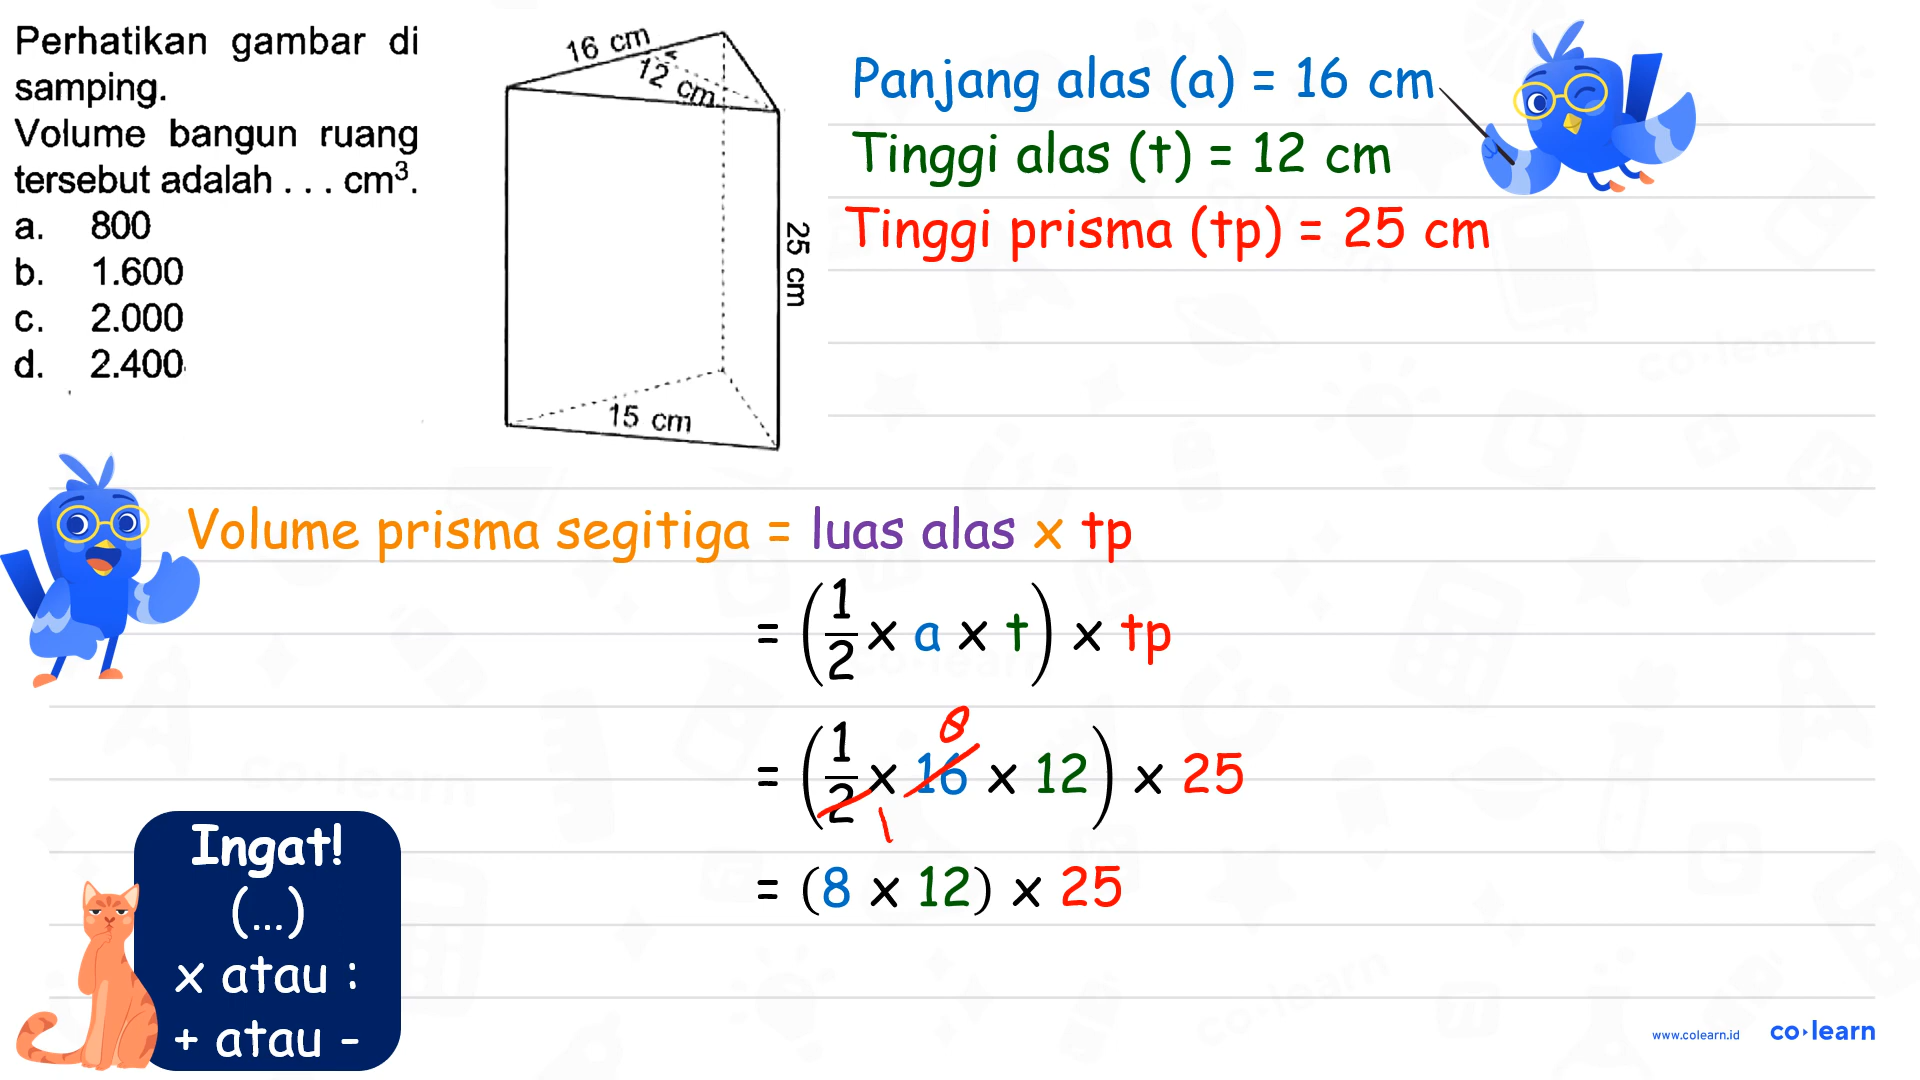 Perhatikan gambar di
samping.
Volume bangun ruang
tersebut adalah . . . cm³.
a. 800
b. 1.600
c. 2.000
d. 2.400
16 cm
12 cm
25 cm
15 cm
Panjang alas (a) = 16 cm
Tinggi alas (t) = 12 cm
Tinggi prisma (tp) = 25 cm
Volume prisma segitiga = luas alas x tp
= (1/2 x a x t) x tp
8
= (1/2 x 16 x 12) x 25
1
= (8 x 12) x 25
Ingat!
(...)
x atau :
+ atau -
www.colearn.id co learn